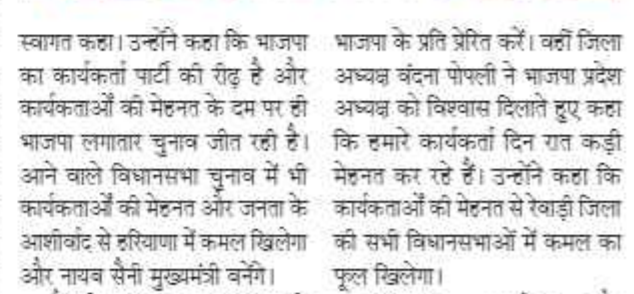 स्वागत कहा। उन्होंने कहा कि भाजपा
का कार्यकर्ता पार्टी की रीढ़ है और
कार्यकर्ताओं की मेहनत के दम पर ही
भाजपा लगातार चुनाव जीत रही है।
आने वाले विधानसभा चुनाव में भी
कार्यकर्ताओं की मेहनत और जनता के
आशीर्वाद से हरियाणा में कमल खिलेगा
और नायब सैनी मुख्यमंत्री बनेंगे।
भाजपा के प्रति प्रेरित करें। वहीं जिला
अध्यक्ष वंदना पोपली ने भाजपा प्रदेश
अध्यक्ष को विश्वास दिलाते हुए कहा
कि हमारे कार्यकर्ता दिन रात कड़ी
मेहनत कर रहे हैं। उन्होंने कहा कि
कार्यकर्ताओं की मेहनत से रेवाड़ी जिला
की सभी विधानसभाओं में कमल का
फूल खिलेगा।